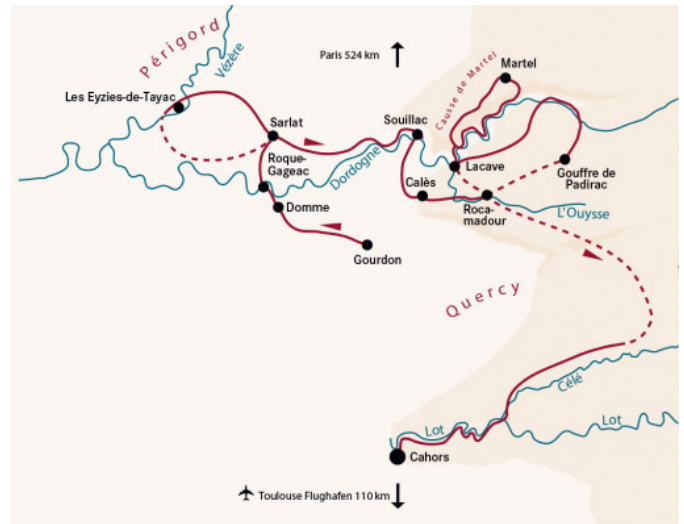 Périgord
Vézère
Paris 524 km
Martel
Causse de Martel
Les Eyzies-de-Tayac
Sarlat
Souillac
Roque-
Gageac
Dordogne
Lacave
Gouffre de
Padirac
Calès
Roca-
madour
L'Ouysse
Domme
Gourdon
Quercy
Célé
Lot
Lot
Cahors
Toulouse Flughafen 110 km